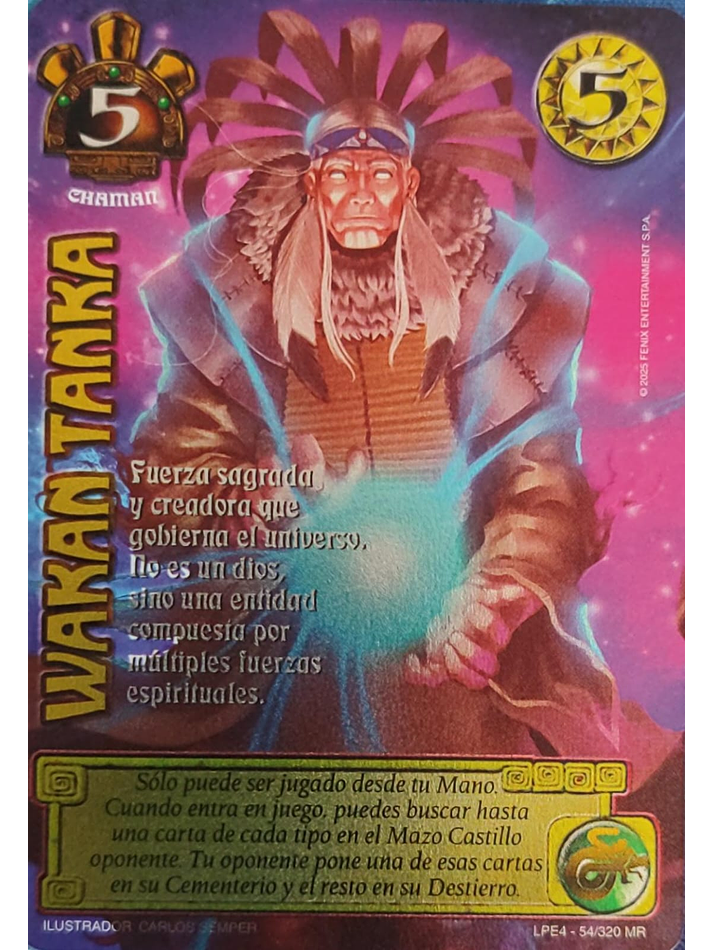 5
5
CHAMAN
WAKAN TANKA
© 2025 FENIX ENTERTAINMENT S.P.A.
Fuerza sagrada
y creadora que
gobierna el universo.
No es un dios,
sino una entidad
compuesta por
múltiples fuerzas
espirituales.
Sólo puede ser jugado desde tu Mano.
Cuando entra en juego, puedes buscar hasta
una carta de cada tipo en el Mazo Castillo
oponente. Tu oponente pone una de esas cartas
en su Cementerio y el resto en su Destierro.
ILUSTRADOR CARLOS SEMPER
LPE4 - 54/320 MR